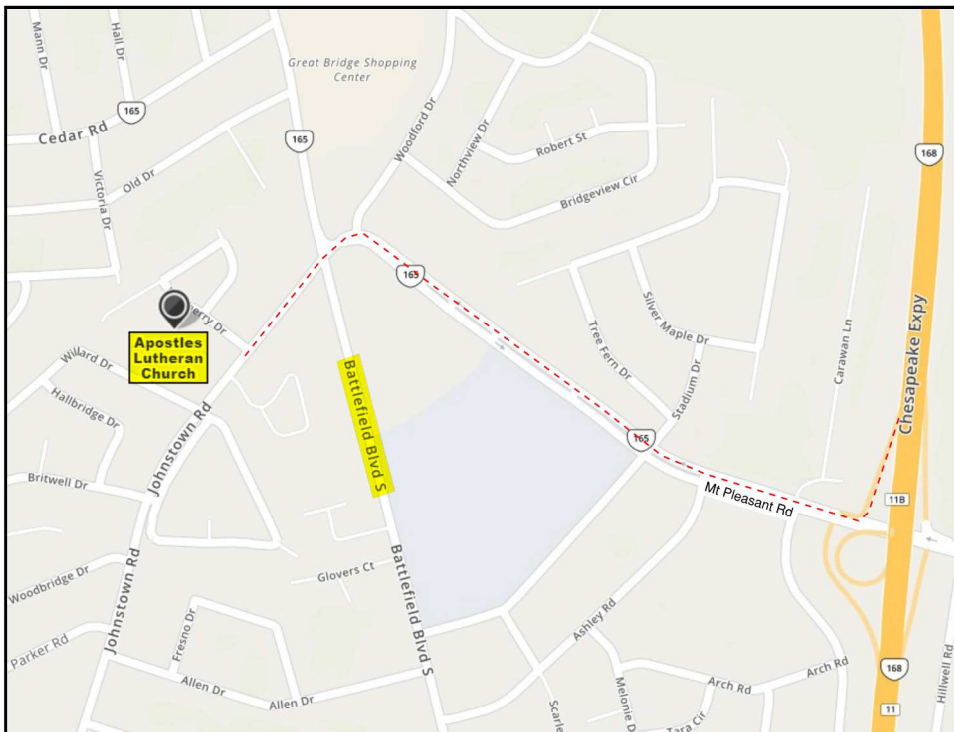 Mann Dr
Hall Dr
Great Bridge Shopping
Center
165
Cedar Rd
165
Woodford Dr
Northview Dr
Robert St
168
Victoria Dr
Old Dr
Bridgeview Cir
165
erry Dr
Apostles
Lutheran
Church
Willard Dr
Silver Maple Dr
Tree Fern Dr
Carawan Ln
Chesapeake Expy
Hallbridge Dr
Battlefield Blvd S
Stadium Dr
Johnstown Rd
165
Britwell Dr
Mt Pleasant Rd
11B
Glovers Ct
Woodbridge Dr
Battlefield Blvd S
Johnstown Rd
Fresno Dr
Ashley Rd
Parker Rd
Allen Dr
Allen Dr
Arch Rd
Arch Rd
168
Hillwell Rd
Melonie D
Scarle
Tara Cir
11